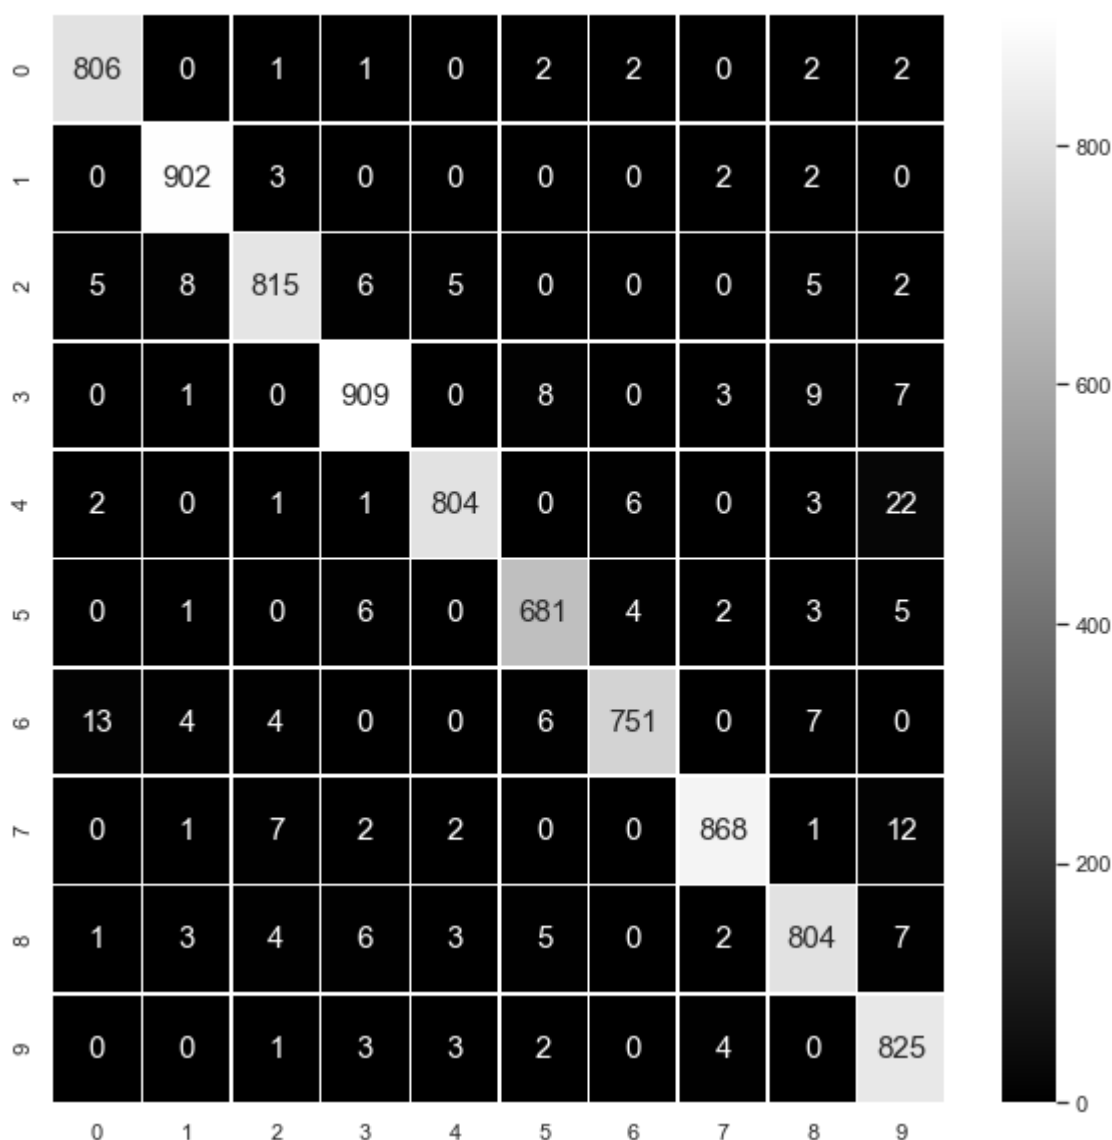 0 806 0 1 1 0 2 2 0 2 2
1 0 902 3 0 0 0 0 2 2 0
2 5 8 815 6 5 0 0 0 5 2
3 0 1 0 909 0 8 0 3 9 7
4 2 0 1 1 804 0 6 0 3 22
5 0 1 0 6 0 681 4 2 3 5
6 13 4 4 0 0 6 751 0 7 0
7 0 1 7 2 2 0 0 868 1 12
8 1 3 4 6 3 5 0 2 804 7
9 0 0 1 3 3 2 0 4 0 825
0 1 2 3 4 5 6 7 8 9
800
600
400
200
0